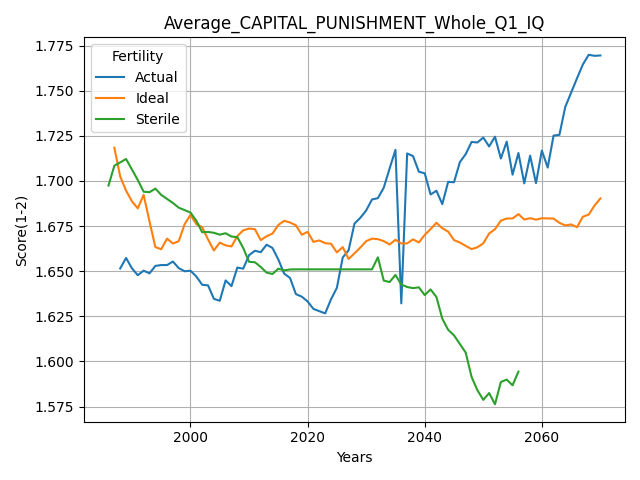 Average_CAPITAL_PUNISHMENT_Whole_Q1_IQ
Fertility
Actual
Ideal
Sterile
Score(1-2)
1.775
1.750
1.725
1.700
1.675
1.650
1.625
1.600
1.575
2000
2020
2040
2060
Years